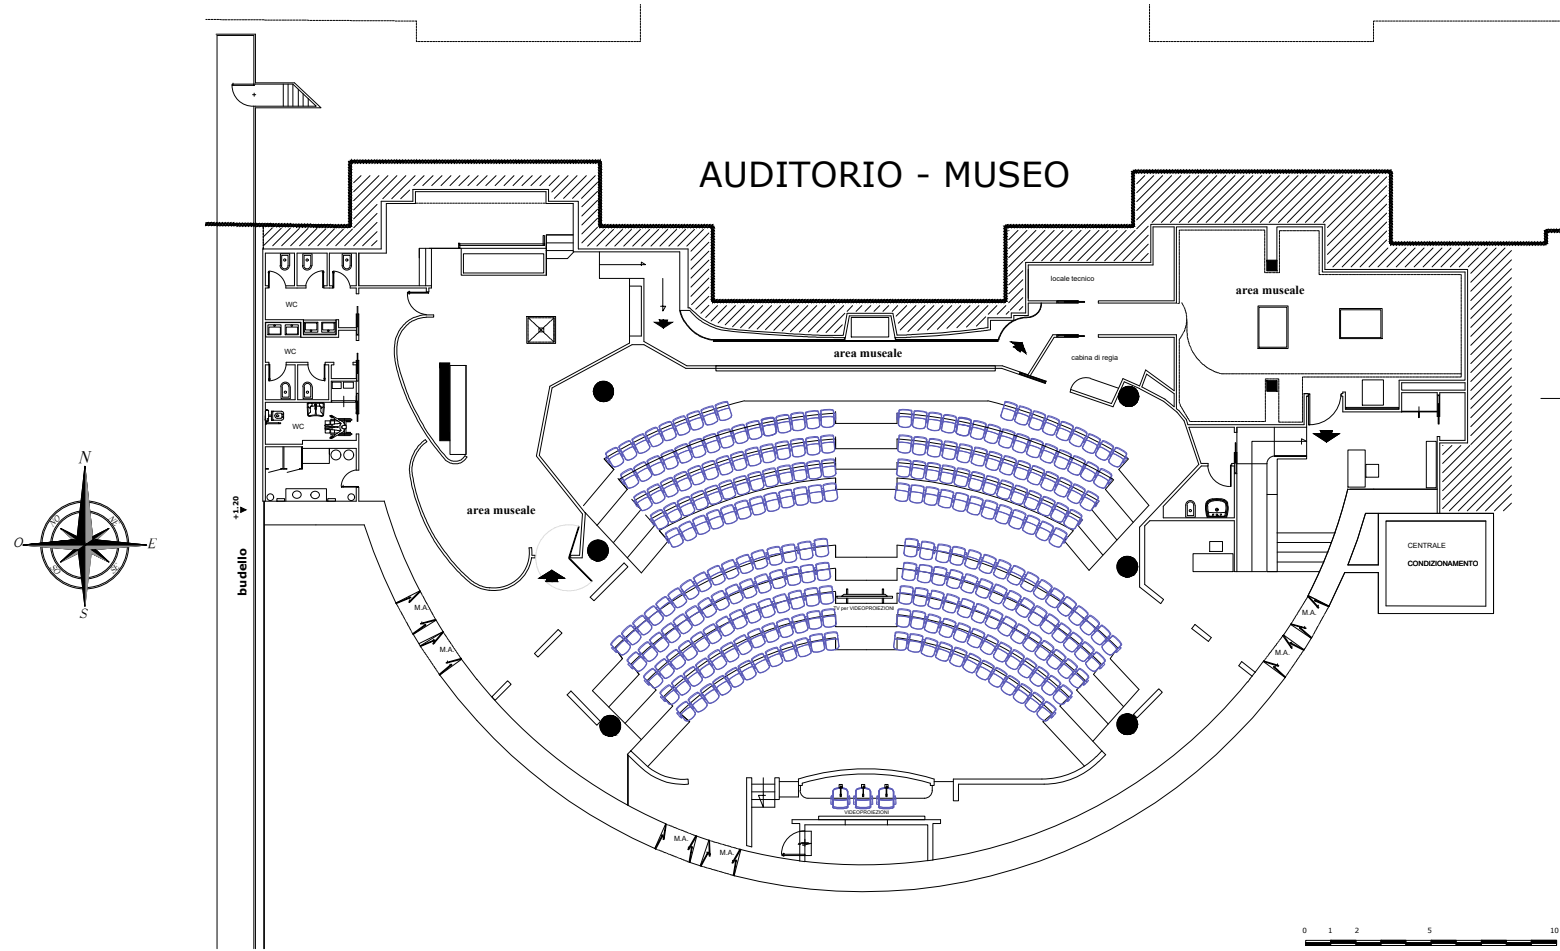 AUDITORIO - MUSEO
locale tecnico
area museale
WC
area museale
cabina di regia
WC
WC
N
area museale
+1.20
O
E
CENTRALE
CONDIZIONAMENTO
S
budello
M.A.
TV per VIDEOPROIEZIONI
M.A.
M.A.
M.A.
VIDEOPROIEZIONI
M.A.
M.A.
0 1 2 5 10